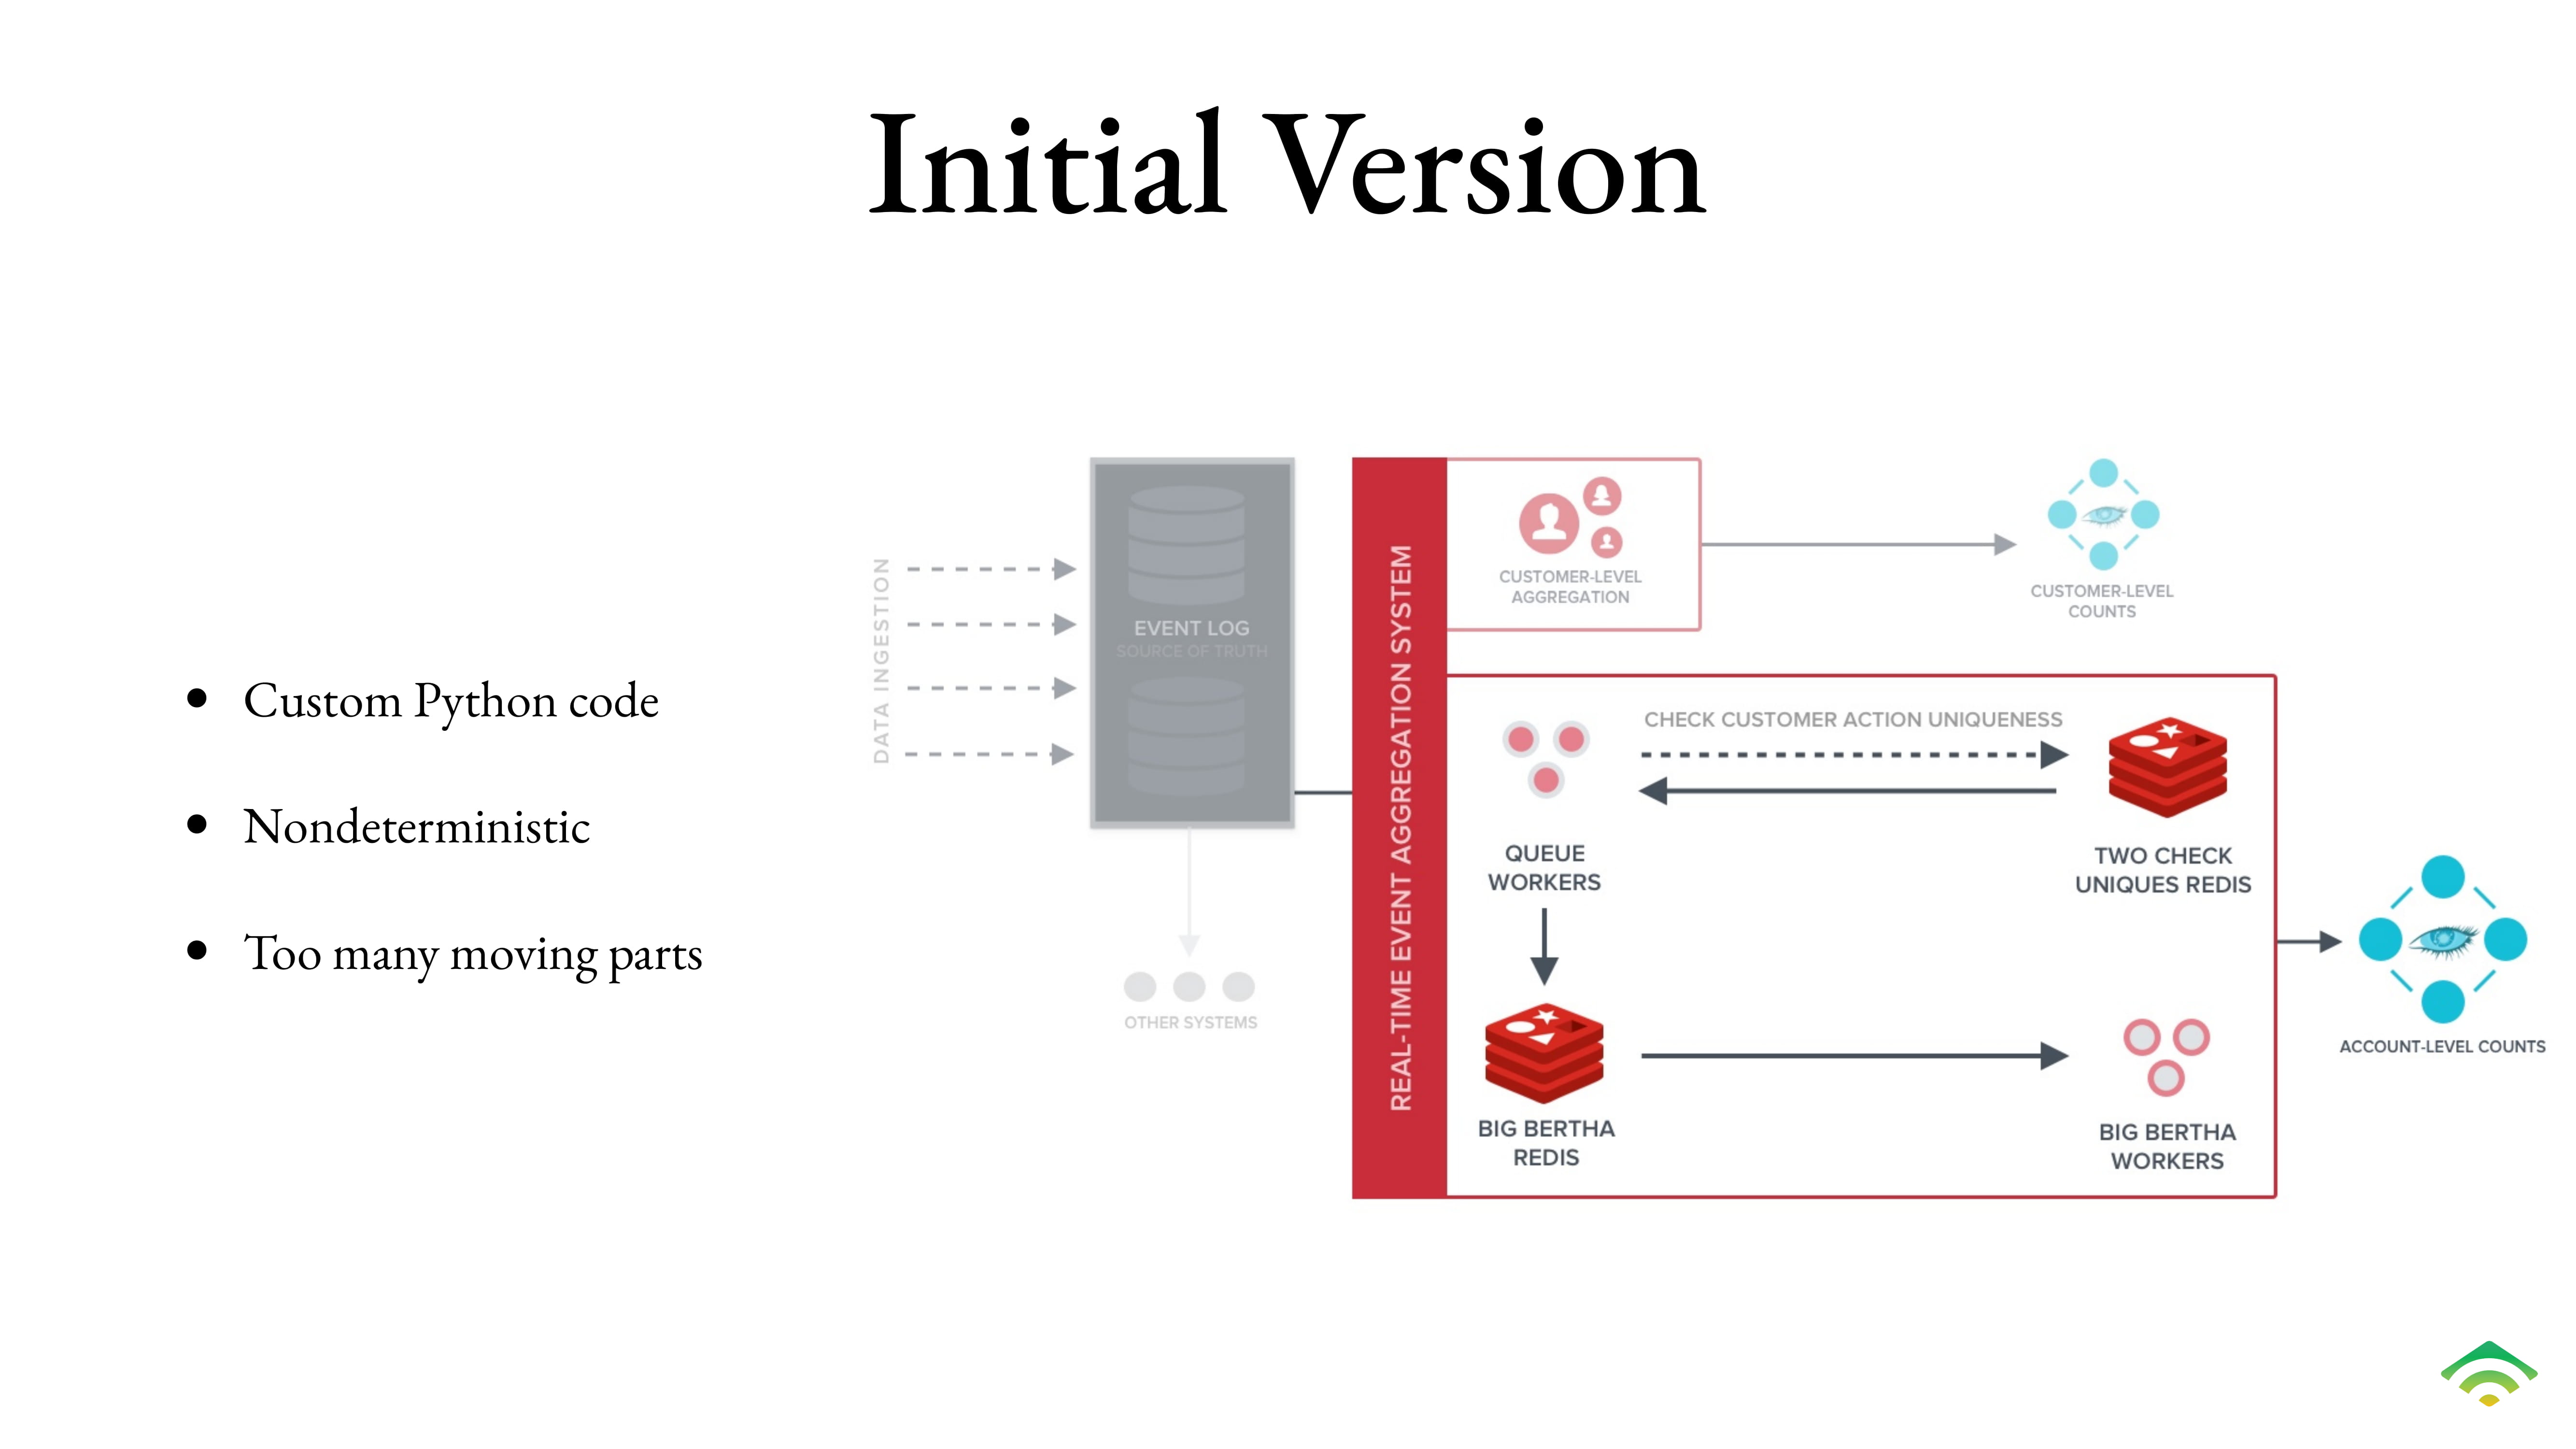 Initial Version
• Custom Python code
• Nondeterministic
• Too many moving parts
DATA INGESTION
EVENT LOG
SOURCE OF TRUTH
OTHER SYSTEMS
REAL-TIME EVENT AGGREGATION SYSTEM
CUSTOMER-LEVEL
AGGREGATION
CUSTOMER-LEVEL
COUNTS
CHECK CUSTOMER ACTION UNIQUENESS
QUEUE
WORKERS
TWO CHECK
UNIQUES REDIS
BIG BERTHA
REDIS
BIG BERTHA
WORKERS
ACCOUNT-LEVEL COUNTS